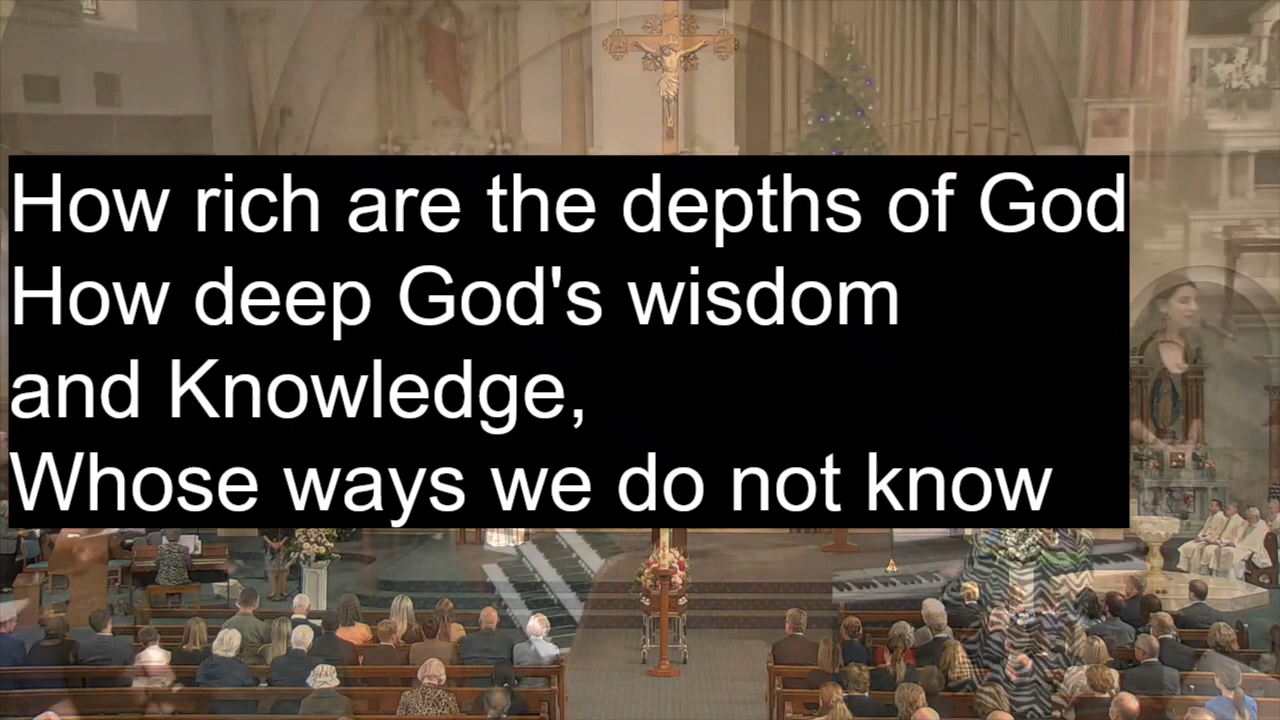 How rich are the depths of God
How deep God's wisdom
and Knowledge,
Whose ways we do not know